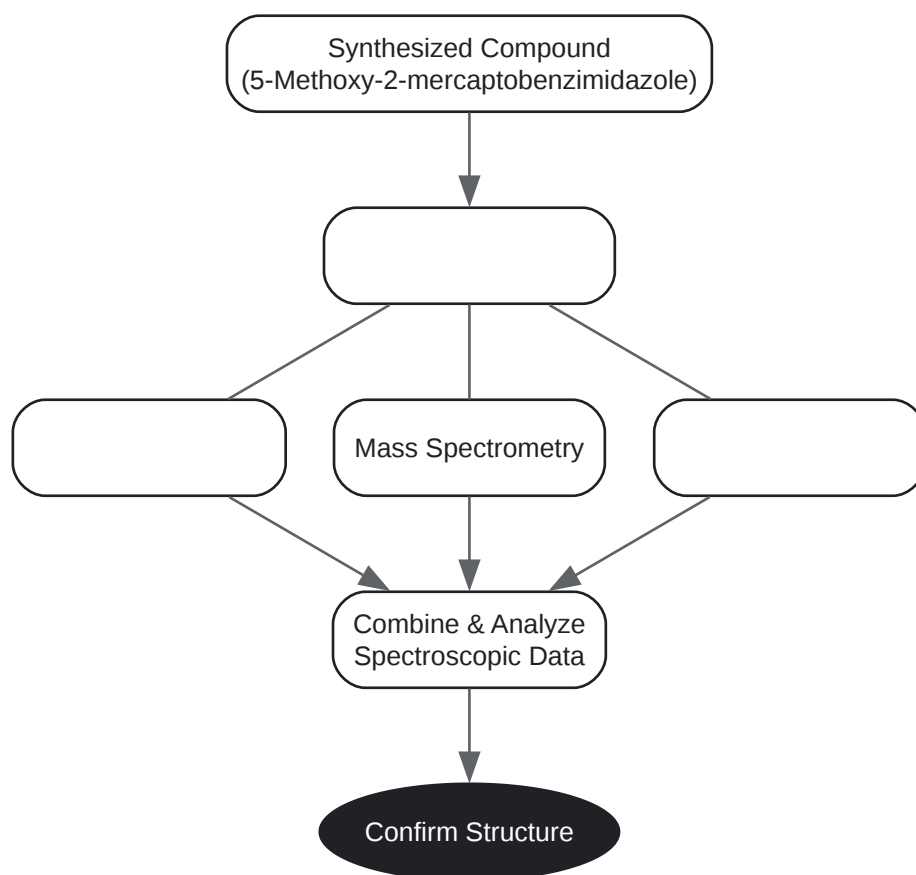 Synthesized Compound
(5-Methoxy-2-mercaptobenzimidazole)
Mass Spectrometry
Combine & Analyze
Spectroscopic Data
Confirm Structure